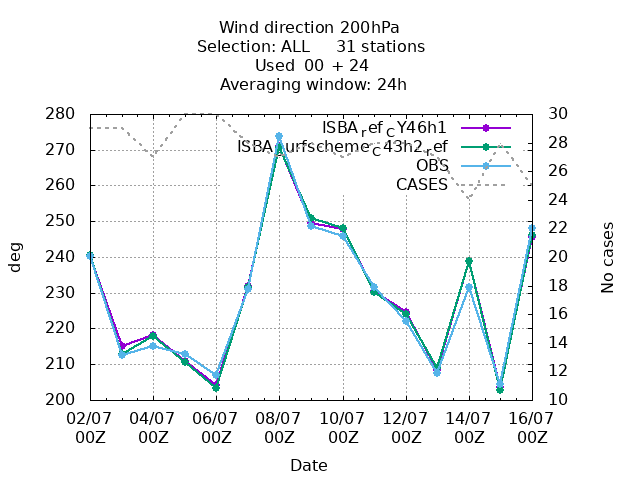 Wind direction 200hPa
Selection: ALL 31 stations
Used 00 + 24
Averaging window: 24h
280 30
270 28
260 26
250 24
240 22
230 20
220 18
210 16
200 14
12
10
deg
No cases
ISBA_ref_CY46h1
ISBA_surfscheme_C43h2_ref
OBS
CASES
02/07 04/07 06/07 08/07 10/07 12/07 14/07 16/07
00Z 00Z 00Z 00Z 00Z 00Z 00Z 00Z
Date